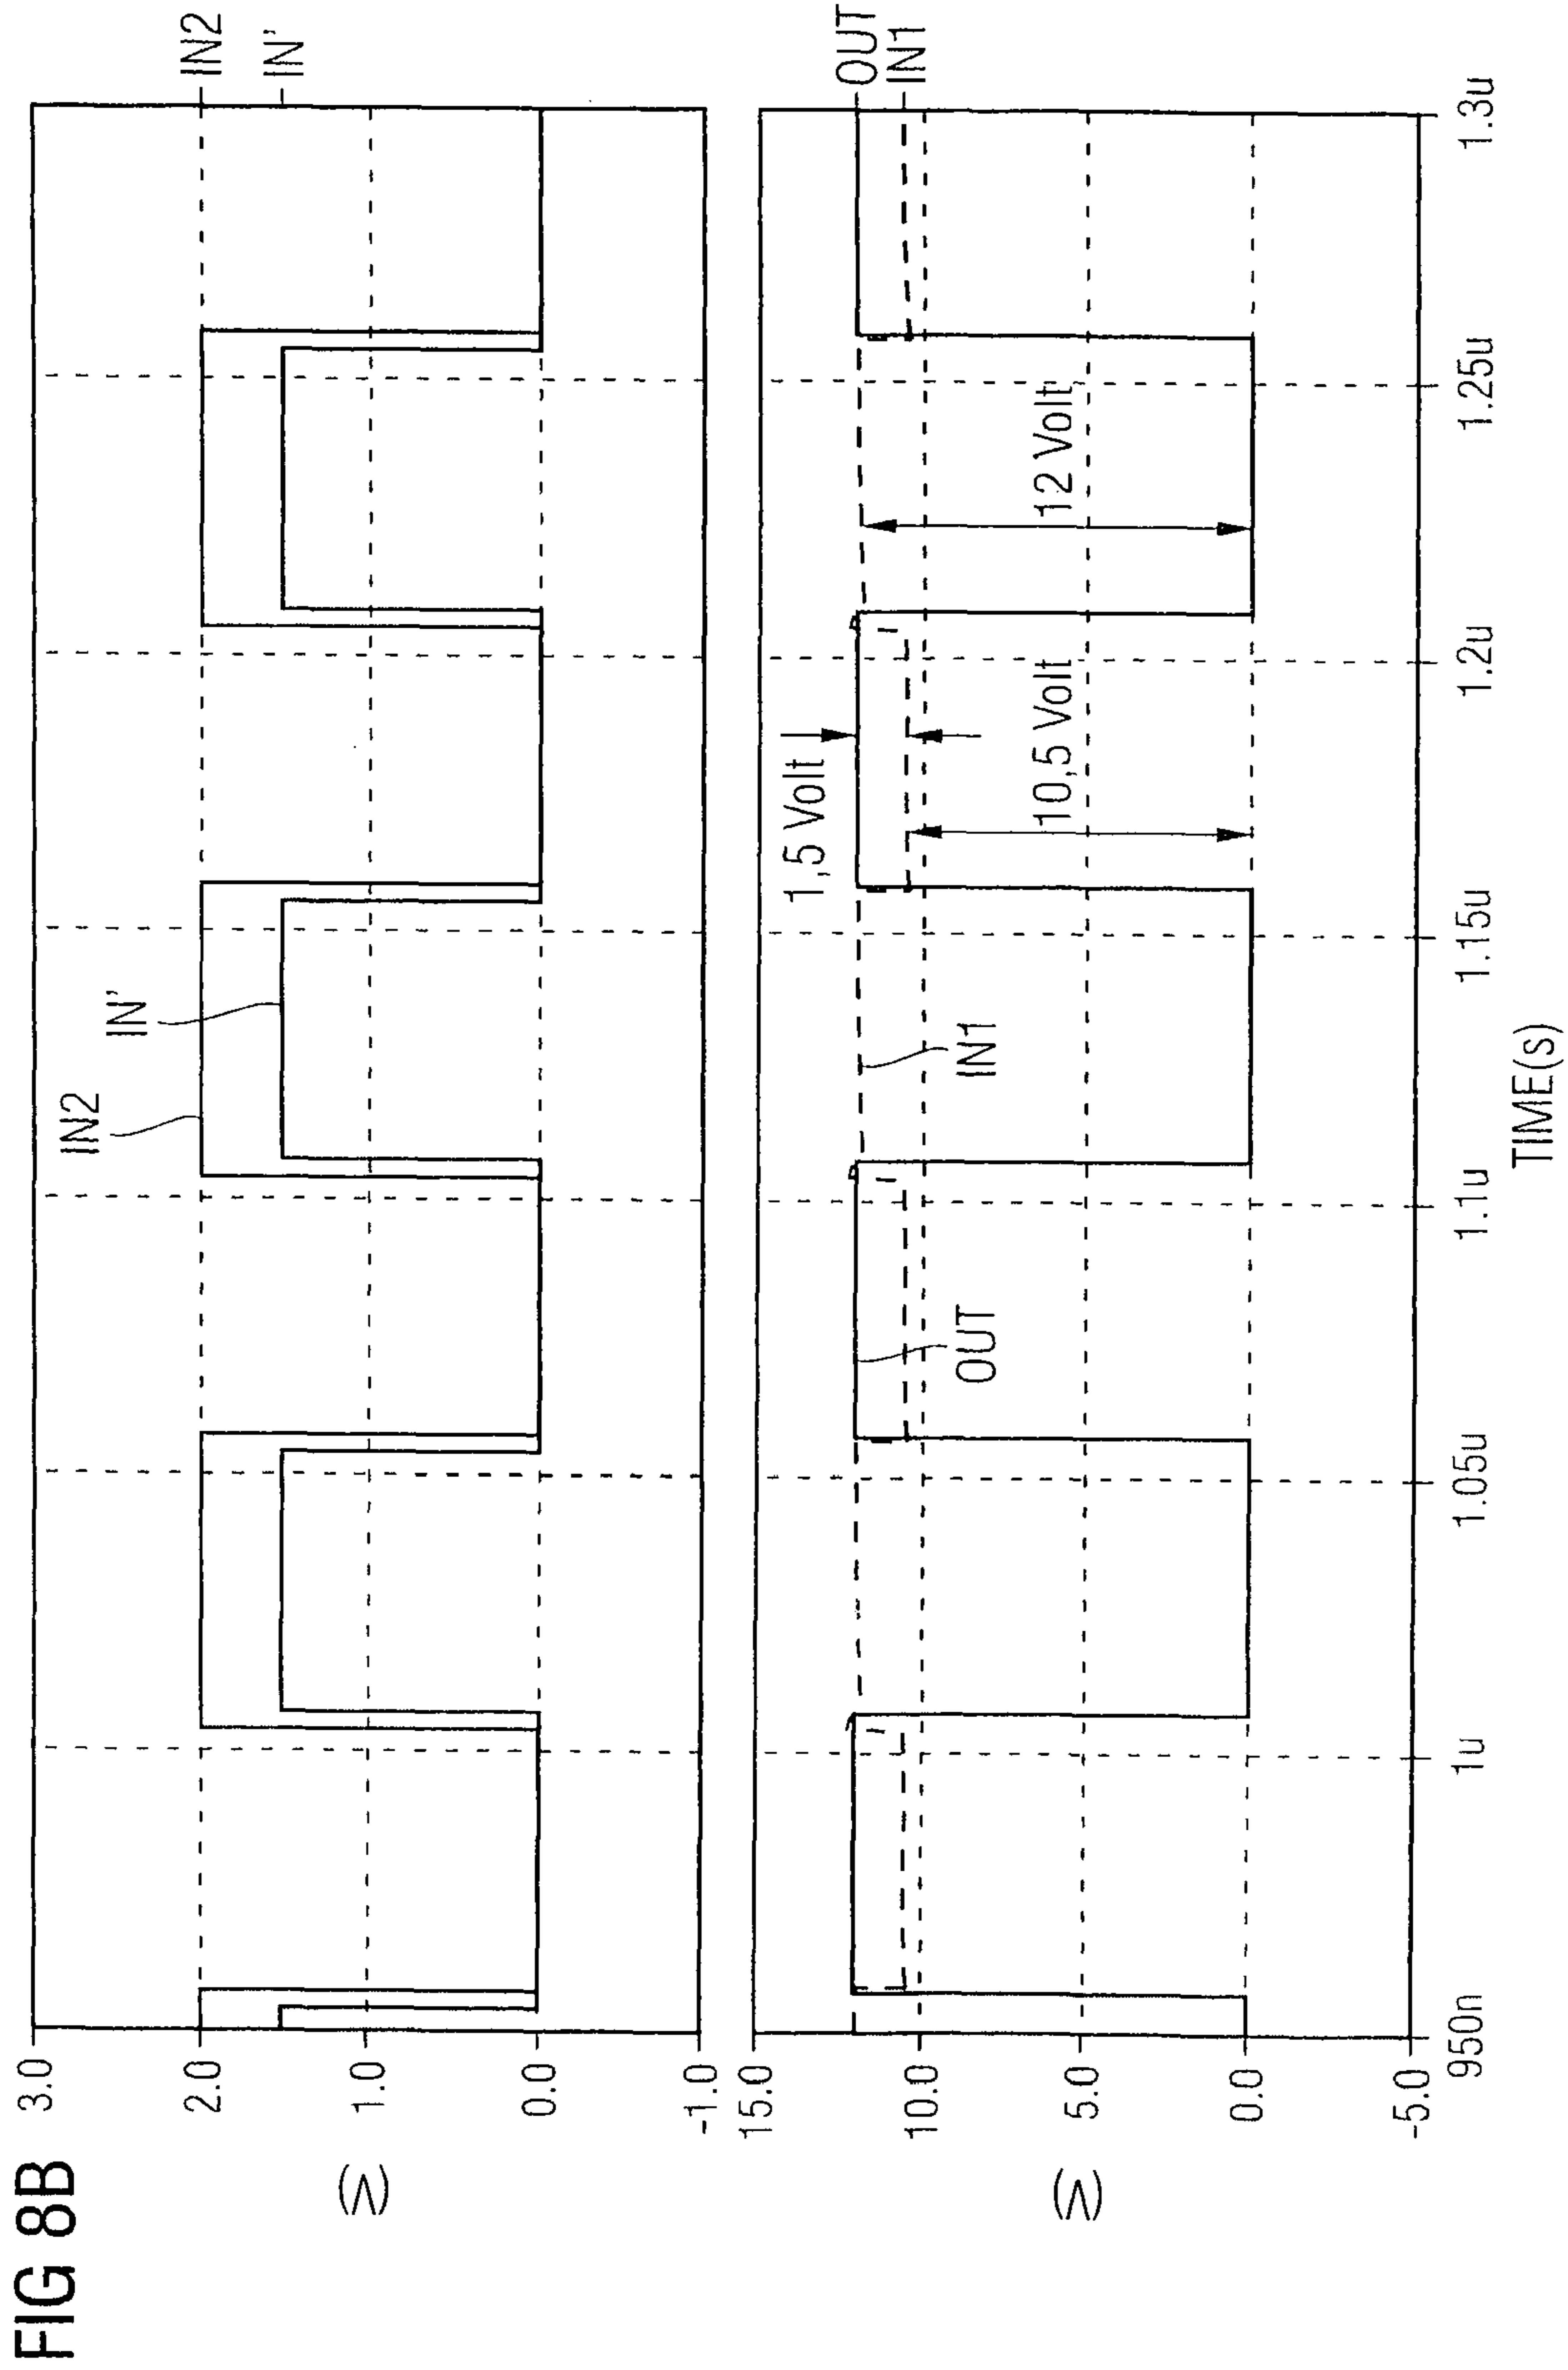 FIG 8B
IN2
IN'
3.0
2.0
1.0
0.0
-1.0
(V)
IN2
IN'
OUT
IN1
15.0
10.0
5.0
0.0
-5.0
(V)
1,5 Volt
10,5 Volt
12 Volt
OUT
IN1
950n
1u
1.05u
1.1u
1.15u
1.2u
1.25u
1.3u
TIME(s)